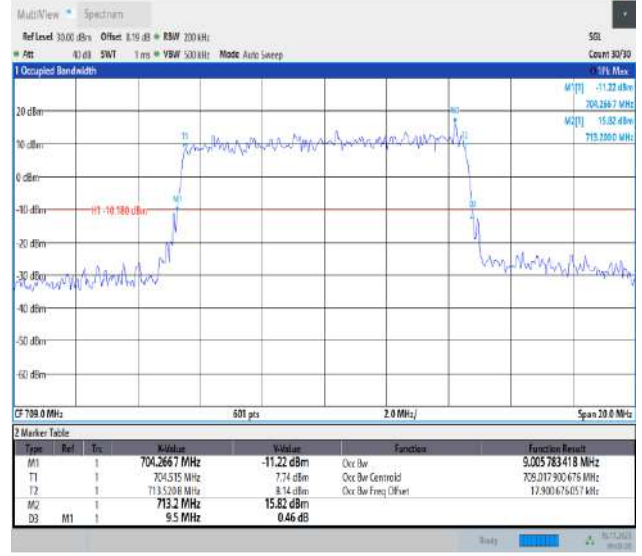 MultiView Spectrum
Ref Level 30.00 dBm Offset 8.19 dB RBW 200 kHz SGL
Att 40 dB SWT 1 ms VBW 500 kHz Mode Auto Sweep Count 30/30
1 Occupied Bandwidth 1Pk Max
M1[1] -11.22 dBm
704.2667 MHz
M2[1] 15.82 dBm
713.2000 MHz
20 dBm
10 dBm
T1
T2
0 dBm
M1
-10 dBm
H1 -10.180 dBm
-20 dBm
-30 dBm
-40 dBm
-50 dBm
-60 dBm
CF 709.0 MHz 601 pts 2.0 MHz/ Span 20.0 MHz
2 Marker Table
Type Ref Trc X-Value Y-Value Function Function Result
M1 1 704.2667 MHz -11.22 dBm Occ Bw 9.005783418 MHz
T1 1 704.515 MHz 7.74 dBm Occ Bw Centroid 709.017900676 MHz
T2 1 713.5208 MHz 8.14 dBm Occ Bw Freq Offset 17.900676057 kHz
M2 1 713.2 MHz 15.82 dBm
D3 M1 1 9.5 MHz 0.46 dB
Ready